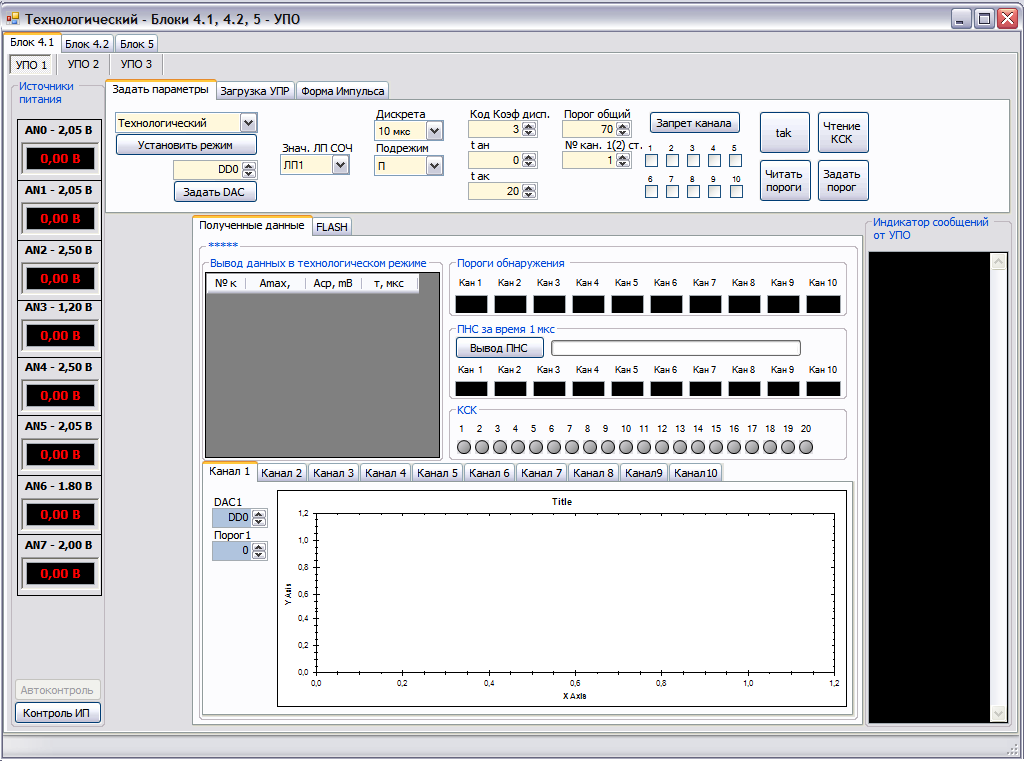 Технологический - Блоки 4.1, 4.2, 5 - УПО
Блок 4.1 Блок 4.2 Блок 5
УПО 1 УПО 2 УПО 3
Источники питания
AN0 - 2,05 В
0,00 В
AN1 - 2,05 В
0,00 В
AN2 - 2,50 В
0,00 В
AN3 - 1,20 В
0,00 В
AN4 - 2,50 В
0,00 В
AN5 - 2,05 В
0,00 В
AN6 - 1.80 В
0,00 В
AN7 - 2,00 В
0,00 В
Автоконтроль
Контроль ИП
Задать параметры Загрузка УПР Форма Импульса
Технологический
Установить режим
DD0
Задать DAC
Знач. ЛП СОЧ
ЛП1
Дискрета
10 мкс
Подрежим
П
Код Коэф дисп.
3
t ан
0
t ак
20
Порог общий
70
№ кан. 1(2) ст.
1
Запрет канала
1 2 3 4 5
6 7 8 9 10
tak
Чтение КСК
Читать пороги
Задать порог
Полученные данные FLASH
*****
Вывод данных в технологическом режиме
№ к Amax, Aср, mB т, мкс
Пороги обнаружения
Кан 1 Кан 2 Кан 3 Кан 4 Кан 5 Кан 6 Кан 7 Кан 8 Кан 9 Кан 10
ПНС за время 1 мкс
Вывод ПНС
Кан 1 Кан 2 Кан 3 Кан 4 Кан 5 Кан 6 Кан 7 Кан 8 Кан 9 Кан 10
КСК
1 2 3 4 5 6 7 8 9 10 11 12 13 14 15 16 17 18 19 20
Канал 1 Канал 2 Канал 3 Канал 4 Канал 5 Канал 6 Канал 7 Канал 8 Канал9 Канал10
DAC1
DD0
Порог1
0
Title
1,2
1,0
0,8
0,6
0,4
0,2
0,0
Y Axis
0,0 0,2 0,4 0,6 0,8 1,0 1,2
X Axis
Индикатор сообщений
от УПО